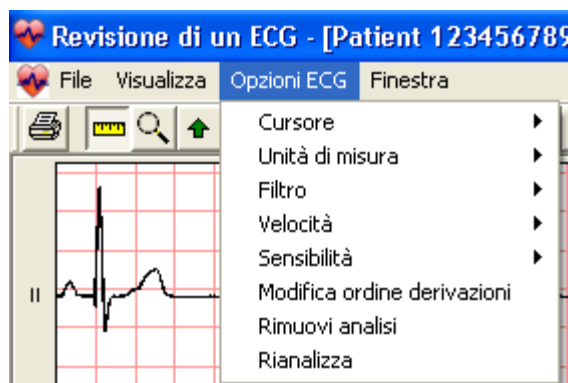 Revisione di un ECG - [Patient 123456789
File Visualizza Opzioni ECG Finestra
Cursore
Unità di misura
Filtro
Velocità
Sensibilità
Modifica ordine derivazioni
Rimuovi analisi
Rianalizza
II